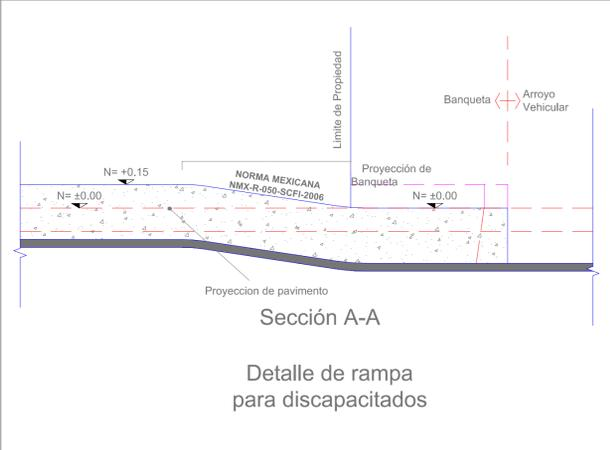 Limite de Propiedad
Banqueta
Arroyo
Vehicular
N= +0.15
NORMA MEXICANA
NMX-R-050-SCFI-2006
Proyección de
Banqueta
N= ±0.00
N= ±0.00
Proyeccion de pavimento
Sección A-A
Detalle de rampa
para discapacitados